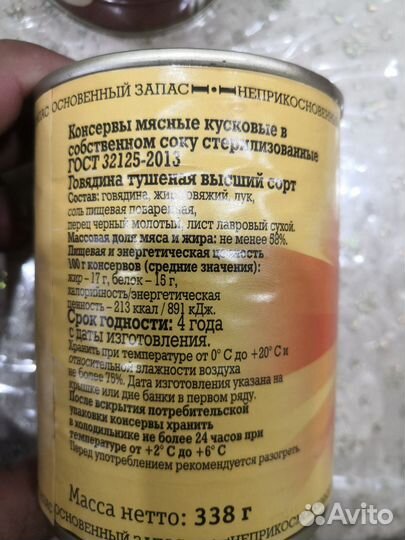 ПАС ОСНОВЕННЫЙ ЗАПАС НЕПРИКОСНОВЕН
Консервы мясные кусковые в
собственном соку стерилизованные
ГОСТ 32125-2013
Говядина тушеная высший сорт
Состав: говядина, жир говяжий, лук,
соль пищевая поваренная,
перец черный молотый, лист лавровый сухой.
Массовая доля мяса и жира: не менее 58%.
Пищевая и энергетическая ценность
100 г консервов (средние значения):
жир – 17 г, белок – 15 г,
калорийность/энергетическая
ценность – 213 ккал / 891 кДж.
Срок годности: 4 года
с даты изготовления.
Хранить при температуре от 0° С до +20° С и
относительной влажности воздуха
не более 75%. Дата изготовления указана на
крышке или дне банки в первом ряду.
После вскрытия потребительской
упаковки консервы хранить
в холодильнике не более 24 часов при
температуре от +2° С до +6° С
Перед употреблением рекомендуется разогреть.
Масса нетто: 338 г
ОСНОВЕННЫЙ НЕПРИКОСНОВЕН
Avito